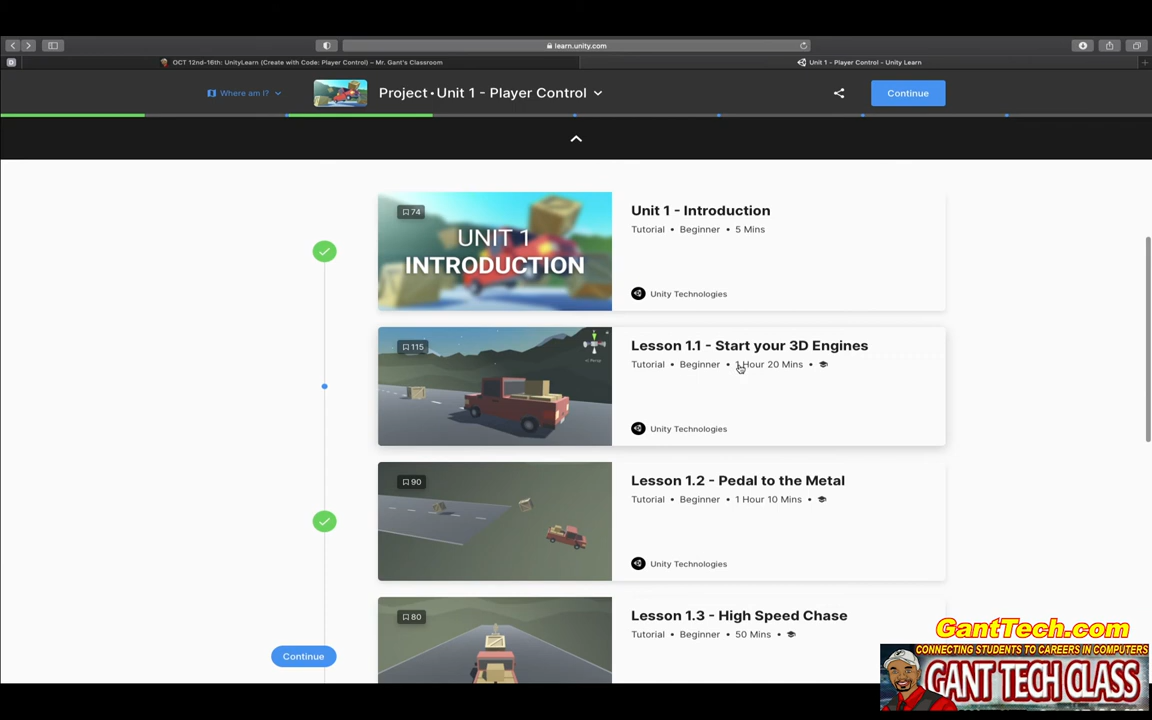 learn.unity.com
OCT 12nd-16th: UnityLearn (Create with Code: Player Control) – Mr. Gant's Classroom
Unit 1 - Player Control - Unity Learn
Where am I?
Project • Unit 1 - Player Control
Continue
74
UNIT 1
INTRODUCTION
Unit 1 - Introduction
Tutorial • Beginner • 5 Mins
Unity Technologies
115
Lesson 1.1 - Start your 3D Engines
Tutorial • Beginner • 1 Hour 20 Mins •
Unity Technologies
90
Lesson 1.2 - Pedal to the Metal
Tutorial • Beginner • 1 Hour 10 Mins •
Unity Technologies
80
Lesson 1.3 - High Speed Chase
Tutorial • Beginner • 50 Mins •
Continue
GantTech.com
CONNECTING STUDENTS TO CAREERS IN COMPUTERS
GANT TECH CLASS